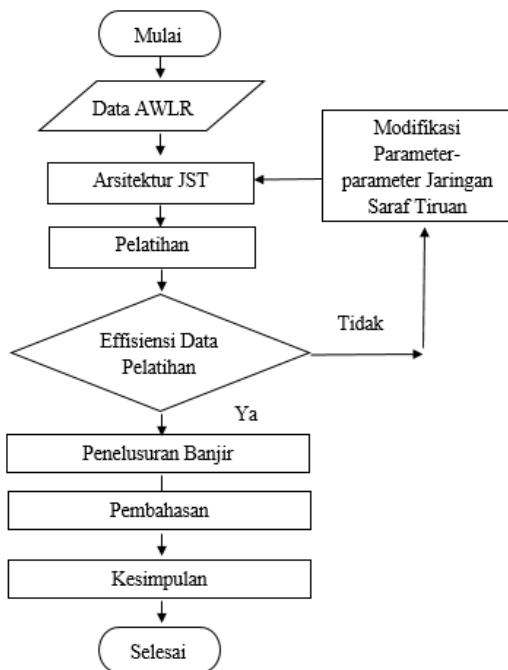 Mulai
Data AWLR
Arsitektur JST
Modifikasi
Parameter-
parameter Jaringan
Saraf Tiruan
Pelatihan
Effisiensi Data
Pelatihan
Tidak
Ya
Penelusuran Banjir
Pembahasan
Kesimpulan
Selesai